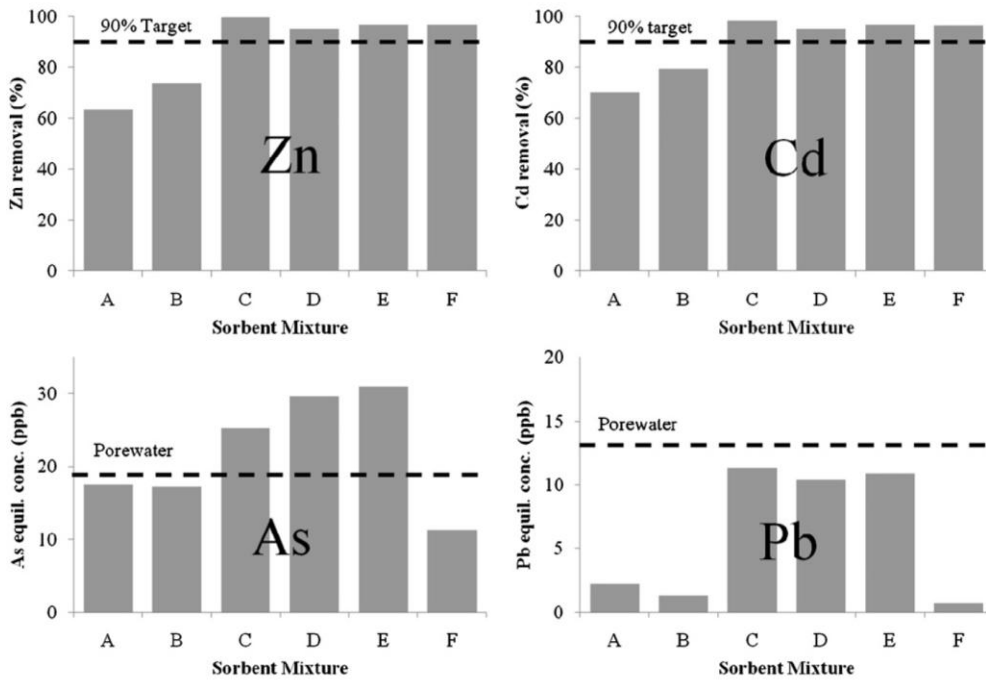 100
80
60
40
20
0
Zn removal (%)
90% Target
Zn
A B C D E F
Sorbent Mixture
100
80
60
40
20
0
Cd removal (%)
90% target
Cd
A B C D E F
Sorbent Mixture
30
20
10
0
As equil. conc. (ppb)
Porewater
As
A B C D E F
Sorbent Mixture
20
15
10
5
0
Pb equil. conc. (ppb)
Porewater
Pb
A B C D E F
Sorbent Mixture